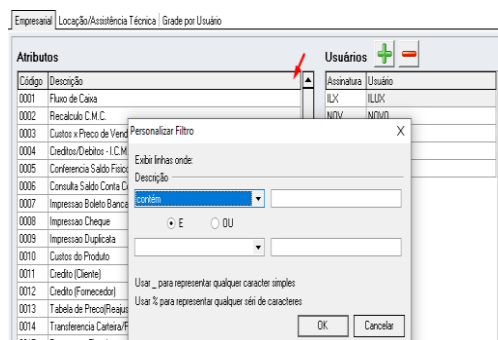 Empresarial Locação/Assistência Técnica Grade por Usuário
Atributos
Código Descrição
0001 Fluxo de Caixa
0002 Recalculo C.M.C.
0003 Custos x Preco de Vend
0004 Creditos/Debitos - I.C.M
0005 Conferencia Saldo Fisico
0006 Consulta Saldo Conta Co
0007 Impressao Boleto Banca
0008 Impressao Cheque
0009 Impressao Duplicata
0010 Custos do Produto
0011 Credito (Cliente)
0012 Credito (Fornecedor)
0013 Tabela de Preco(Reajus
0014 Transferencia Carteira/F
Usuários
Assinatura Usuário
ILX ILUX
NOV NOVO
Personalizar Filtro X
Exibir linhas onde:
Descrição
contém
E OU
Usar _ para representar qualquer caracter simples
Usar % para representar qualquer séri de caracteres
OK Cancelar